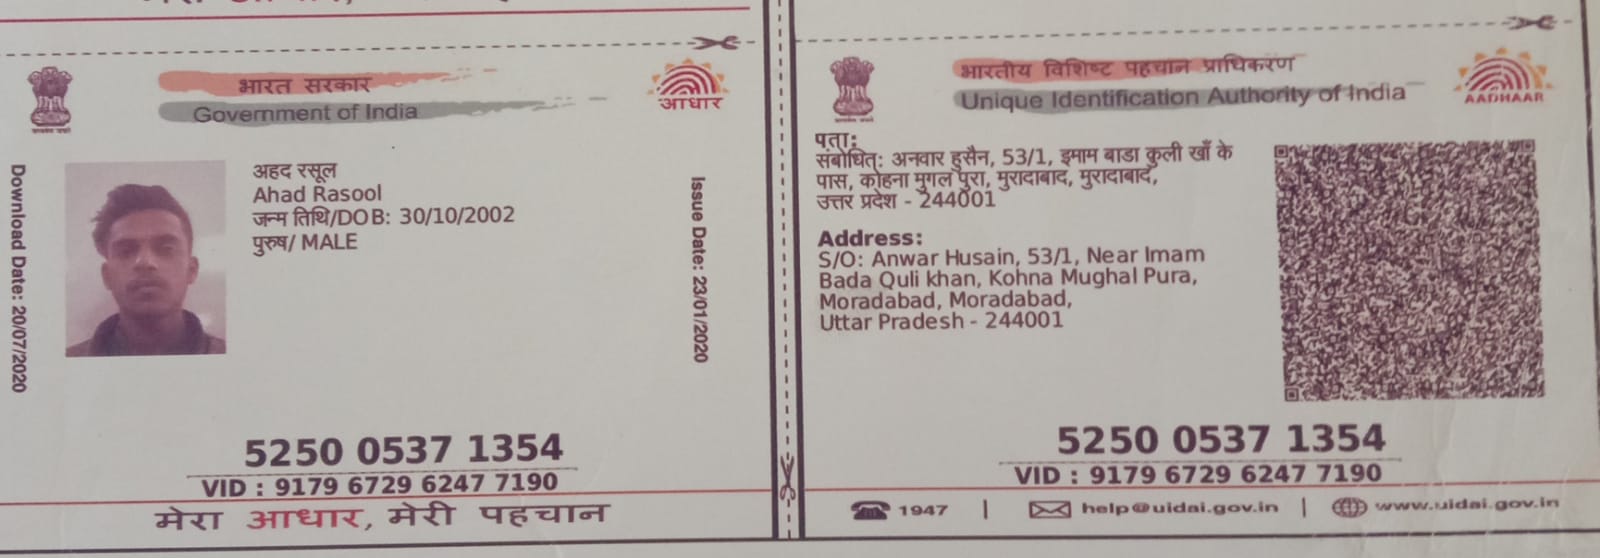 भारत सरकार
Government of India
आधार
Download Date: 20/07/2020
अहद रसूल
Ahad Rasool
जन्म तिथि/DOB: 30/10/2002
पुरुष/ MALE
Issue Date: 23/01/2020
5250 0537 1354
VID : 9179 6729 6247 7190
मेरा आधार, मेरी पहचान
भारतीय विशिष्ट पहचान प्राधिकरण
Unique Identification Authority of India
AADHAAR
पता:
संबोधित: अनवार हुसैन, 53/1, इमाम बाडा कुली खाँ के
पास, कोहना मुगल पुरा, मुरादाबाद, मुरादाबाद,
उत्तर प्रदेश - 244001
Address:
S/O: Anwar Husain, 53/1, Near Imam
Bada Quli khan, Kohna Mughal Pura,
Moradabad, Moradabad,
Uttar Pradesh - 244001
5250 0537 1354
VID : 9179 6729 6247 7190
1947 | help@uidai.gov.in | www.uidai.gov.in